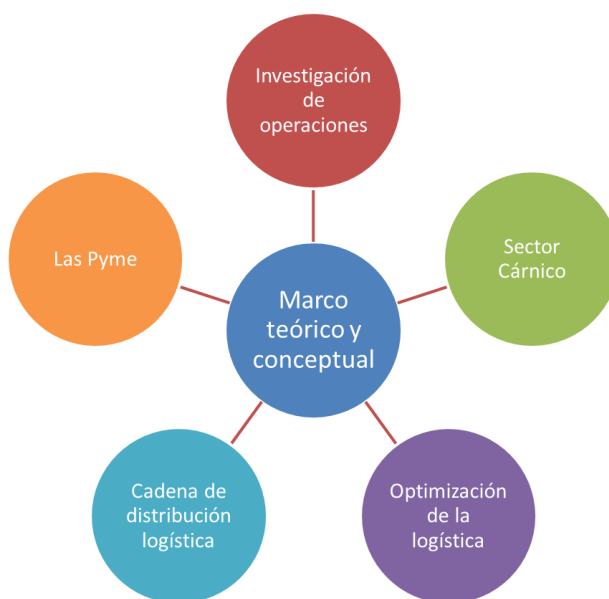 Investigación
de
operaciones
Las Pyme
Sector
Cárnico
Marco
teórico y
conceptual
Cadena de
distribución
logística
Optimización
de la
logística